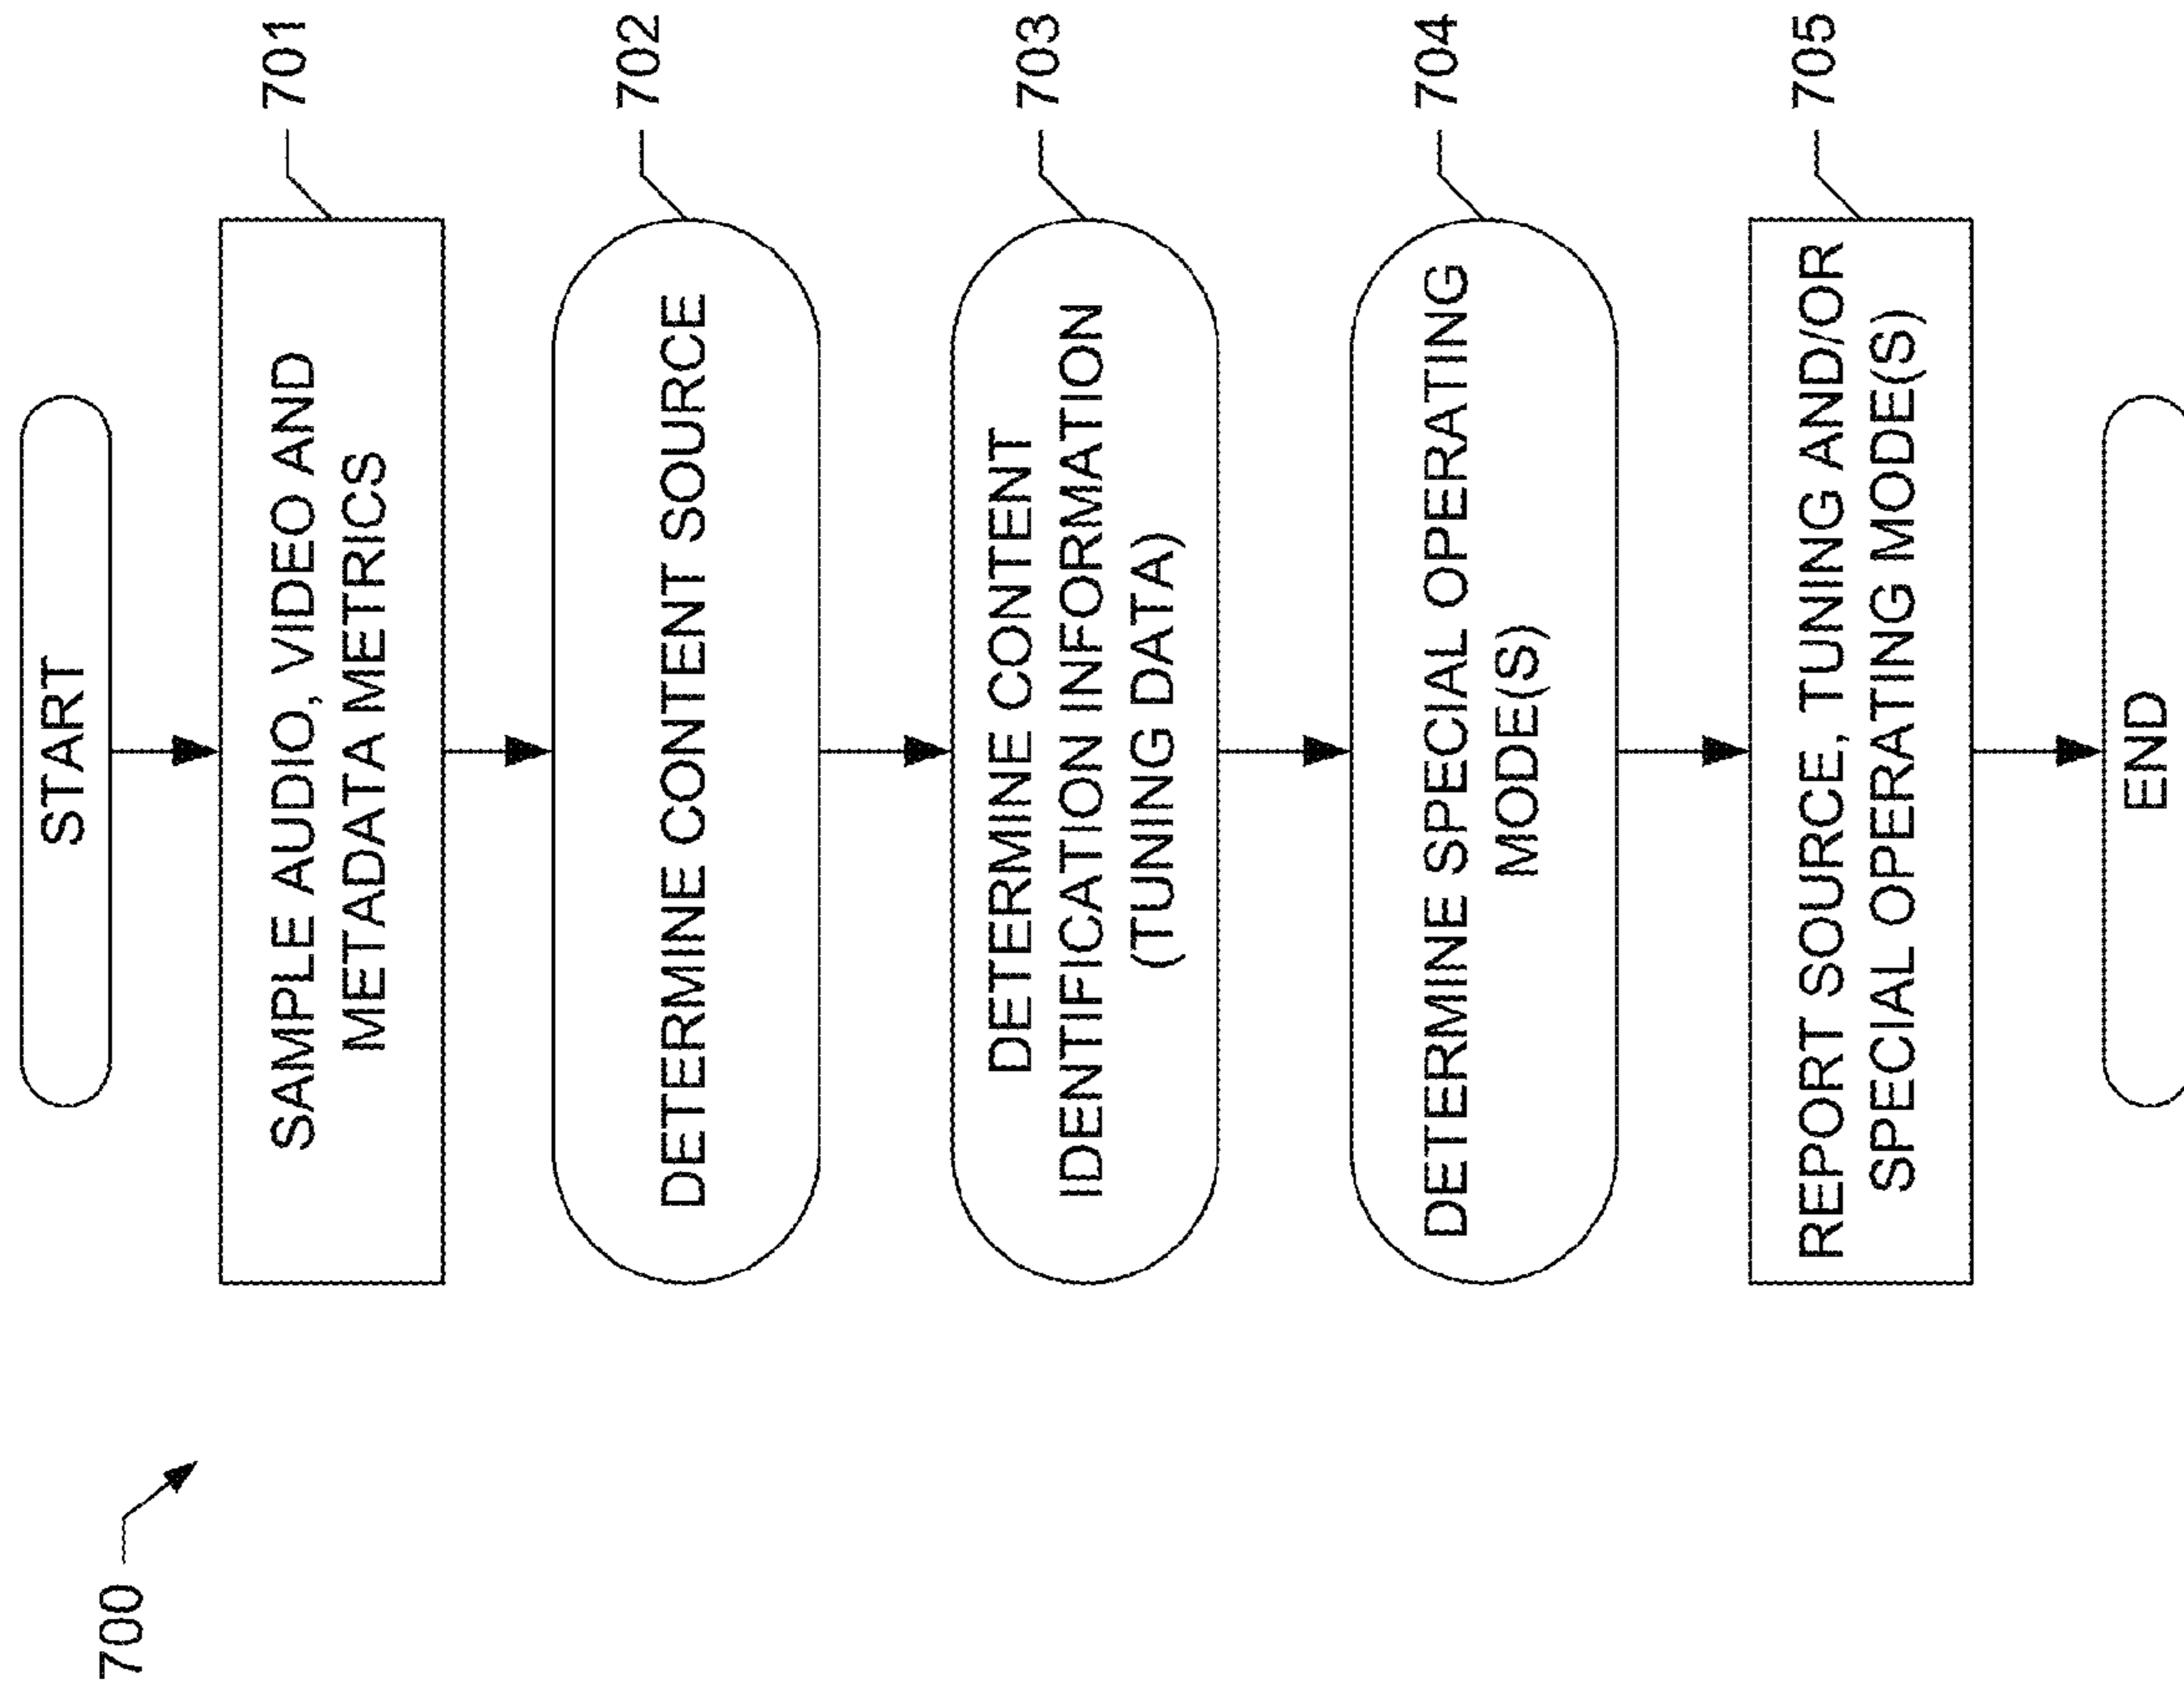 700
START
SAMPLE AUDIO, VIDEO AND
METADATA METRICS
701
DETERMINE CONTENT SOURCE
702
DETERMINE CONTENT
IDENTIFICATION INFORMATION
(TUNING DATA)
703
DETERMINE SPECIAL OPERATING
MODE(S)
704
REPORT SOURCE, TUNING AND/OR
SPECIAL OPERATING MODE(S)
705
END